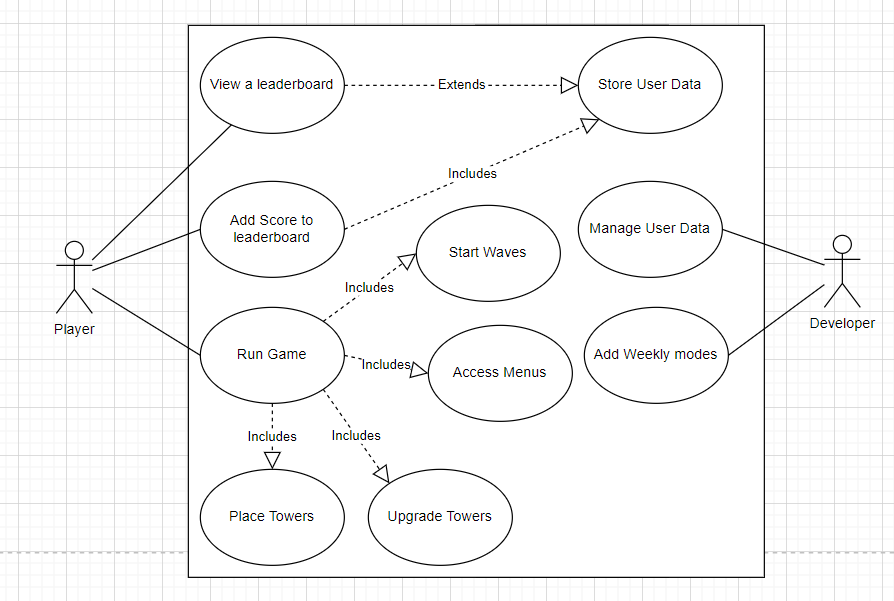 View a leaderboard
Extends
Store User Data
Includes
Add Score to
leaderboard
Manage User Data
Start Waves
Includes
Player
Developer
Run Game
Includes
Access Menus
Add Weekly modes
Includes
Includes
Place Towers
Upgrade Towers